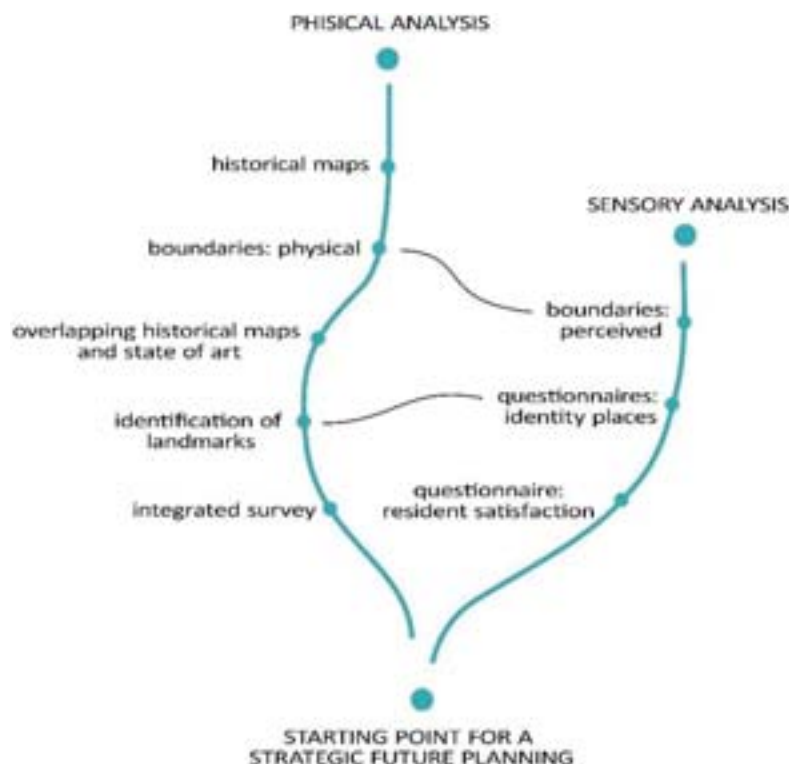 PHISICAL ANALYSIS
historical maps
boundaries: physical
overlapping historical maps
and state of art
identification of
landmarks
integrated survey
SENSORY ANALYSIS
boundaries:
perceived
questionnaires:
identity places
questionnaire:
resident satisfaction
STARTING POINT FOR A
STRATEGIC FUTURE PLANNING